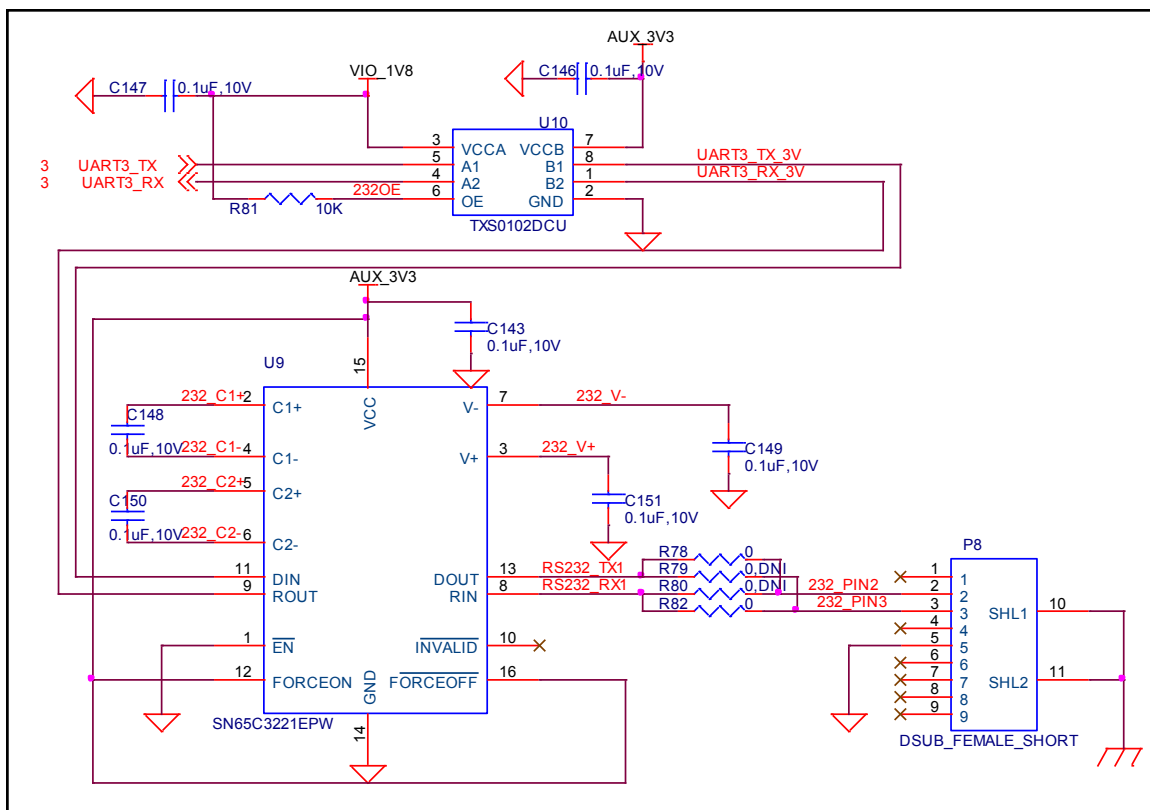 AUX_3V3
C147 0.1uF,10V VIO_1V8 C146 0.1uF,10V
U10
3 VCCA VCCB 7
3 UART3_TX 5 A1 B1 8 UART3_TX_3V
3 UART3_RX 4 A2 B2 1 UART3_RX_3V
232OE 6 OE GND 2
R81 10K TXS0102DCU
AUX_3V3
C143
0.1uF,10V
U9
15
232_C1+ 2 C1+ VCC V- 7 232_V-
C148
0.1uF,10V
232_C1- 4 C1- V+ 3 232_V+
C149
0.1uF,10V
232_C2+ 5 C2+
C150
0.1uF,10V
C151
0.1uF,10V
232_C2- 6 C2-
R78 0
11 DIN DOUT 13 RS232_TX1 R79 0,DNI
9 ROUT RIN 8 RS232_RX1 R80 0,DNI 232_PIN2
R82 0 232_PIN3
1 EN INVALID 10
12 FORCEON GND FORCEOFF 16
SN65C3221EPW 14
P8
1 1
2 2
3 3 SHL1 10
4 4
5 5
6 6
7 7 SHL2 11
8 8
9 9
DSUB_FEMALE_SHORT